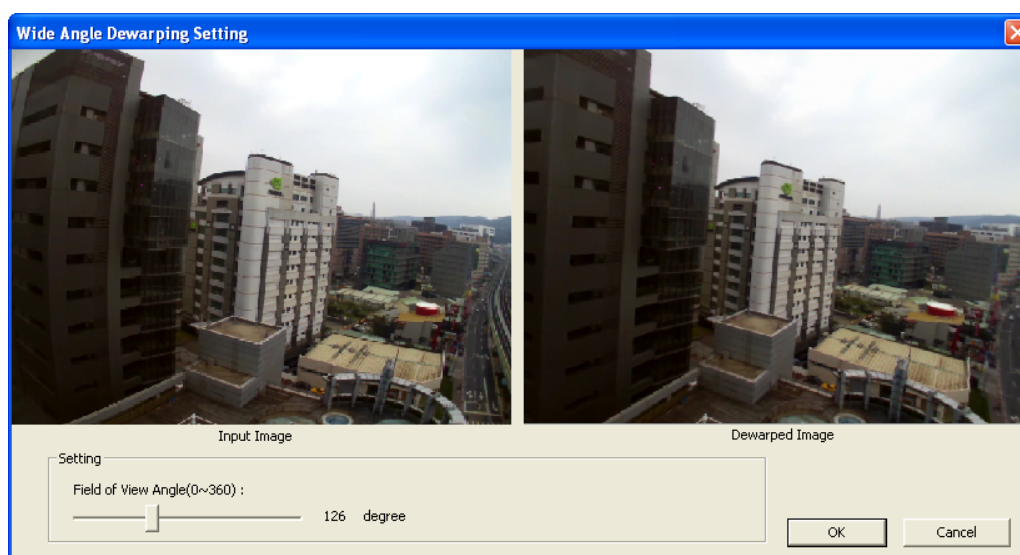 Wide Angle Dewarping Setting
Input Image
Dewarped Image
Setting
Field of View Angle(0~360) :
126 degree
OK
Cancel